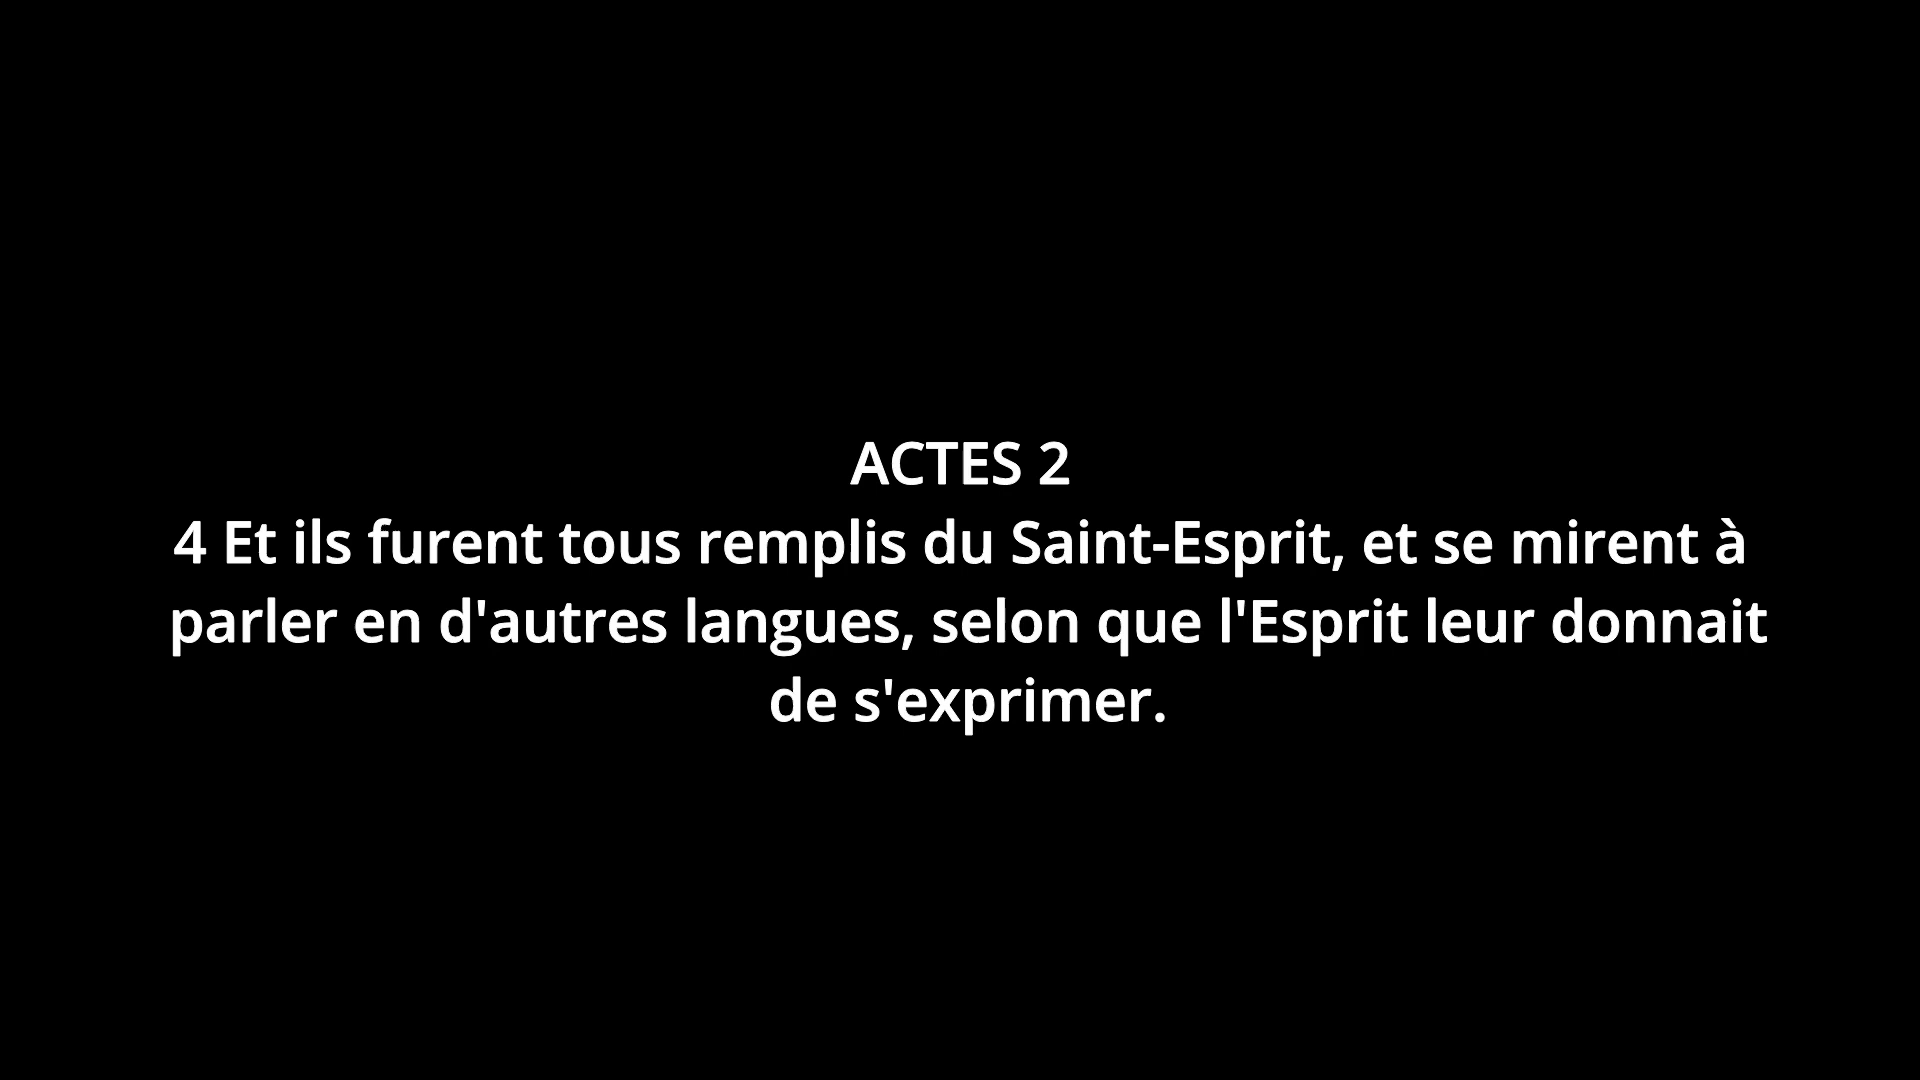 ACTES 2
4 Et ils furent tous remplis du Saint-Esprit, et se mirent à
parler en d'autres langues, selon que l'Esprit leur donnait
de s'exprimer.